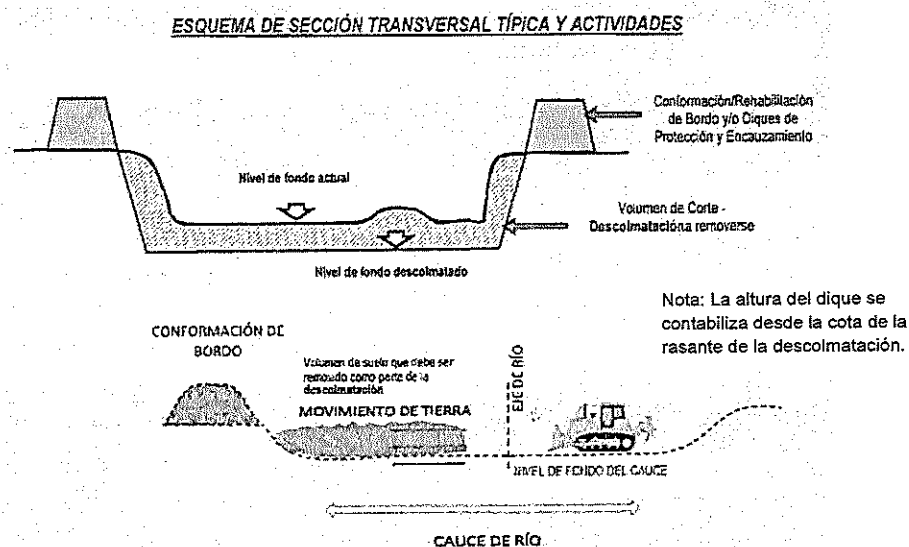 ESQUEMA DE SECCIÓN TRANSVERSAL TÍPICA Y ACTIVIDADES
Conformación/Rehabilitación
de Bordo y/o Diques de
Protección y Encauzamiento
Nivel de fondo actual
Volumen de Corte -
Descolmatacióna removerse
Nivel de fondo descolmatado
Nota: La altura del dique se
contabiliza desde la cota de la
rasante de la descolmatación.
CONFORMACIÓN DE
BORDO
Volumen de suelo que debe ser
removido como parte de la
descolmatación
MOVIMIENTO DE TIERRA
EJE DE RÍO
NIVEL DE FONDO DEL CAUCE
CAUCE DE RÍO